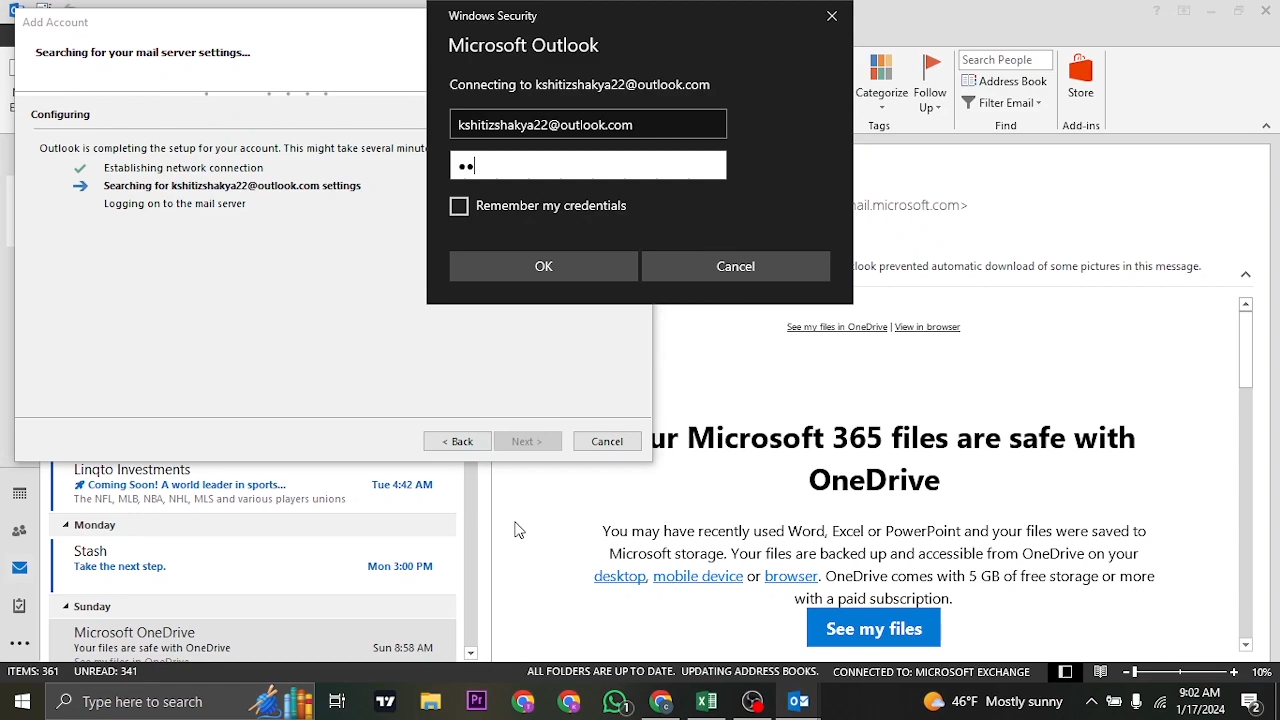 Add Account
Searching for your mail server settings...
Configuring
Outlook is completing the setup for your account. This might take several
Establishing network connection
Searching for kshitizshakya22@outlook.com settings
Logging on to the mail server
< Back
Next >
Cancel
Windows Security
Microsoft Outlook
Connecting to kshitizshakya22@outlook.com
kshitizshakya22@outlook.com
Remember my credentials
OK
Cancel
Categorize
Follow
Up
Tags
Search People
Address Book
Filter Email
Find
Store
Add-ins
ail.microsoft.com>
look prevented automatic download of some pictures in this message.
See my files in OneDrive | View in browser
ur Microsoft 365 files are safe with
OneDrive
You may have recently used Word, Excel or PowerPoint and your files were saved to
Microsoft storage. Your files are backed up and accessible from OneDrive on your
desktop, mobile device or browser. OneDrive comes with 5 GB of free storage or more
with a paid subscription.
See my files
Linqto Investments
Coming Soon! A world leader in sports...
Tue 4:42 AM
The NFL, MLB, NBA, NHL, MLS and various players unions
Monday
Stash
Take the next step.
Mon 3:00 PM
Sunday
Microsoft OneDrive
Your files are safe with OneDrive
Sun 8:58 AM
See my files in OneDrive
ITEMS: 361
UNREAD: 341
ALL FOLDERS ARE UP TO DATE.
UPDATING ADDRESS BOOKS.
CONNECTED TO: MICROSOFT EXCHANGE
10%
Type here to search
46°F Mostly sunny
9:02 AM
1/17/2024